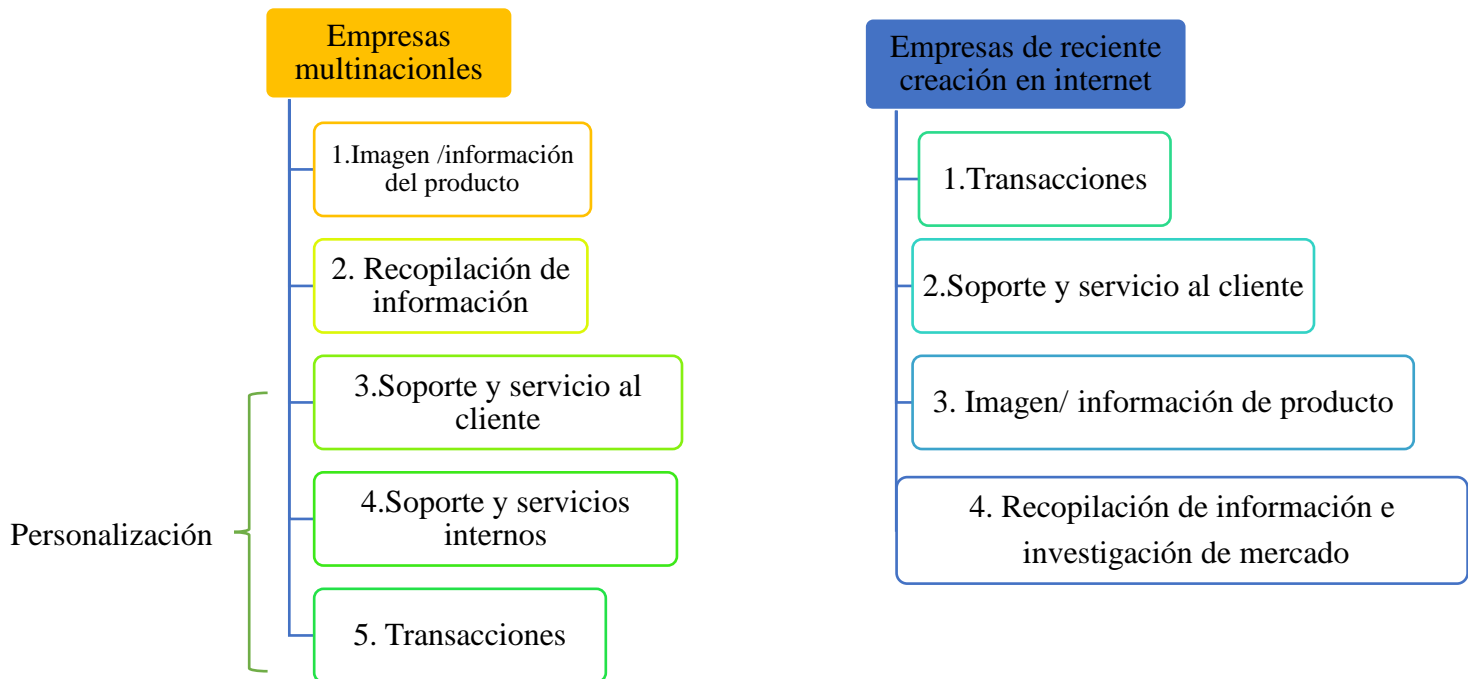 Empresas
multinacionles
1.Imagen /información
del producto
2. Recopilación de
información
3.Soporte y servicio al
cliente
4.Soporte y servicios
internos
5. Transacciones
Personalización
Empresas de reciente
creación en internet
1.Transacciones
2.Soporte y servicio al cliente
3. Imagen/ información de producto
4. Recopilación de información e
investigación de mercado